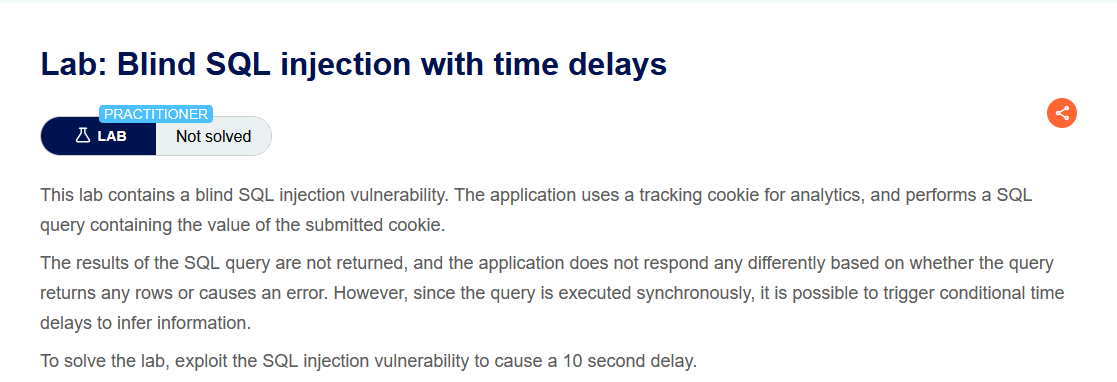 Lab: Blind SQL injection with time delays
PRACTITIONER
LAB
Not solved
This lab contains a blind SQL injection vulnerability. The application uses a tracking cookie for analytics, and performs a SQL
query containing the value of the submitted cookie.
The results of the SQL query are not returned, and the application does not respond any differently based on whether the query
returns any rows or causes an error. However, since the query is executed synchronously, it is possible to trigger conditional time
delays to infer information.
To solve the lab, exploit the SQL injection vulnerability to cause a 10 second delay.